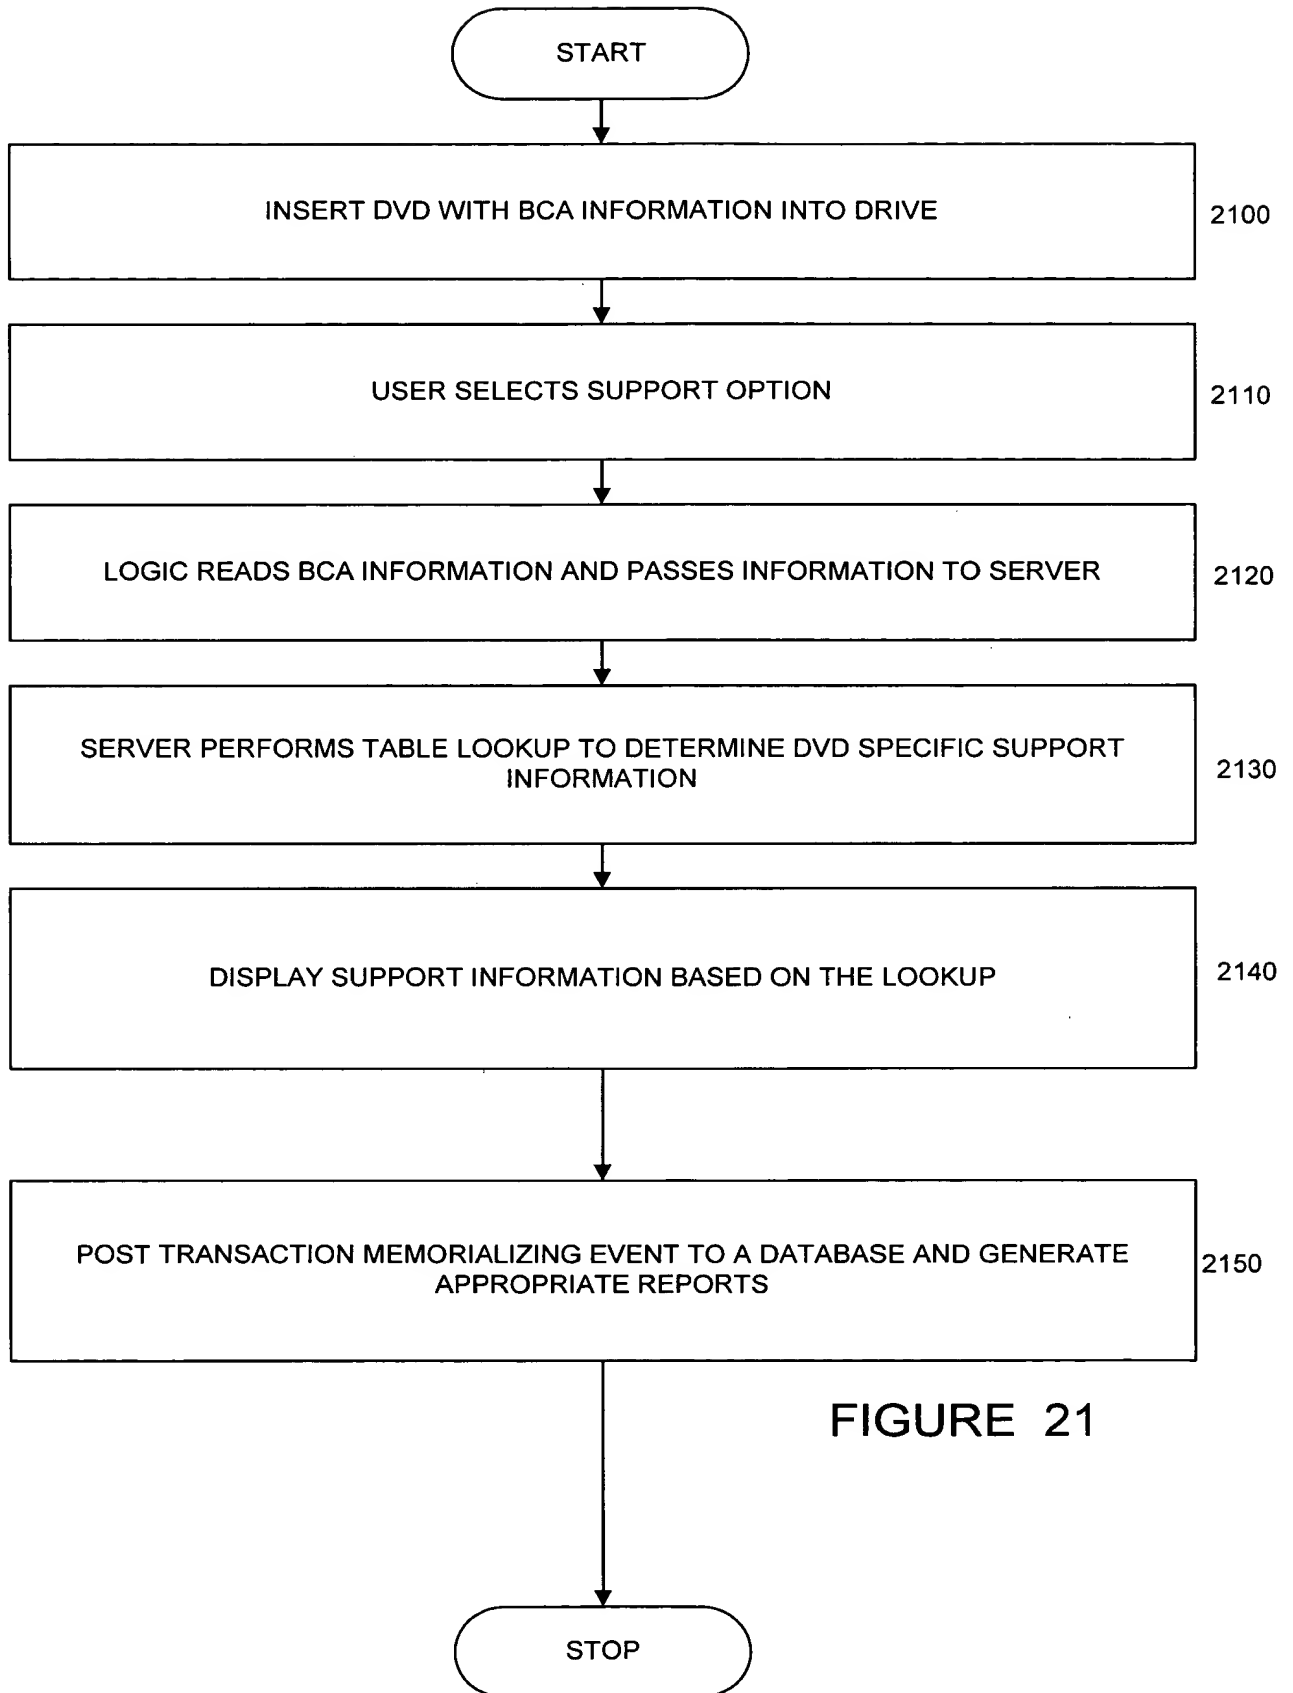 START
INSERT DVD WITH BCA INFORMATION INTO DRIVE
2100
USER SELECTS SUPPORT OPTION
2110
LOGIC READS BCA INFORMATION AND PASSES INFORMATION TO SERVER
2120
SERVER PERFORMS TABLE LOOKUP TO DETERMINE DVD SPECIFIC SUPPORT
INFORMATION
2130
DISPLAY SUPPORT INFORMATION BASED ON THE LOOKUP
2140
POST TRANSACTION MEMORIALIZING EVENT TO A DATABASE AND GENERATE
APPROPRIATE REPORTS
2150
FIGURE 21
STOP